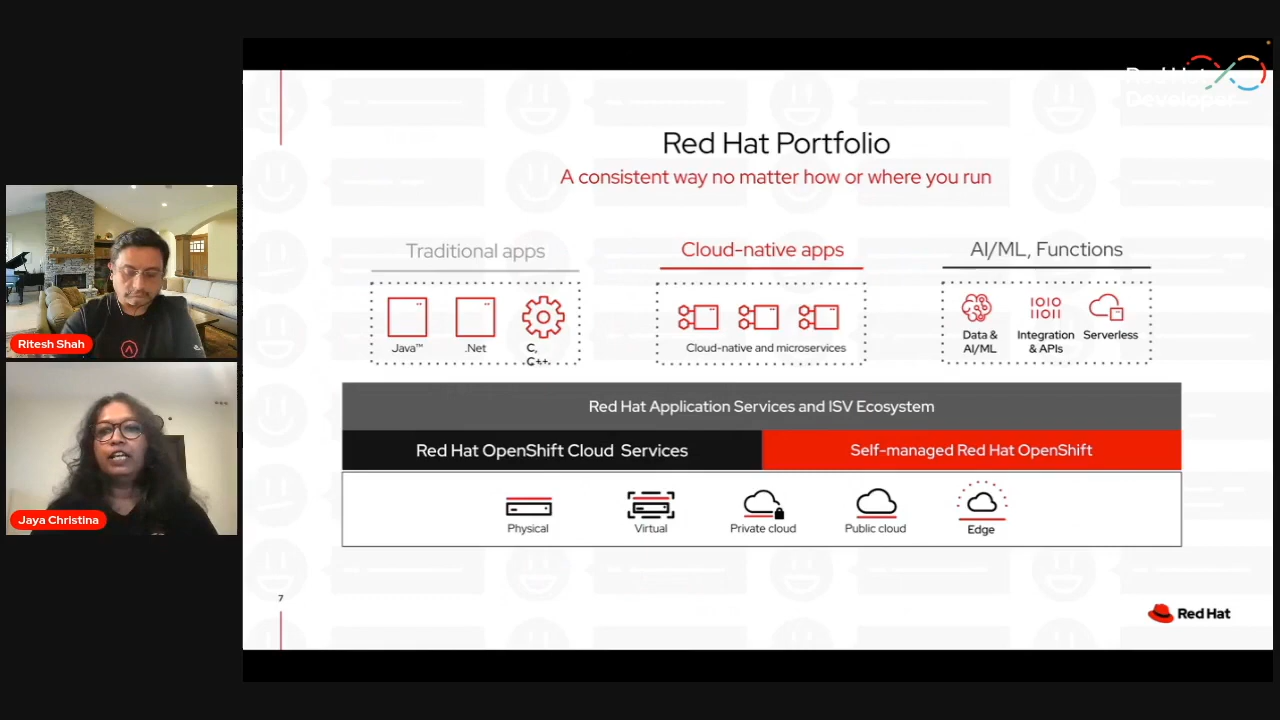 Red Hat
Developer
Red Hat Portfolio
A consistent way no matter how or where you run
Traditional apps
Java™
.Net
C,
C++
Cloud-native apps
Cloud-native and microservices
AI/ML, Functions
Data &
AI/ML
Integration
& APIs
Serverless
Red Hat Application Services and ISV Ecosystem
Red Hat OpenShift Cloud Services
Self-managed Red Hat OpenShift
Physical
Virtual
Private cloud
Public cloud
Edge
7
Red Hat
Ritesh Shah
Jaya Christina